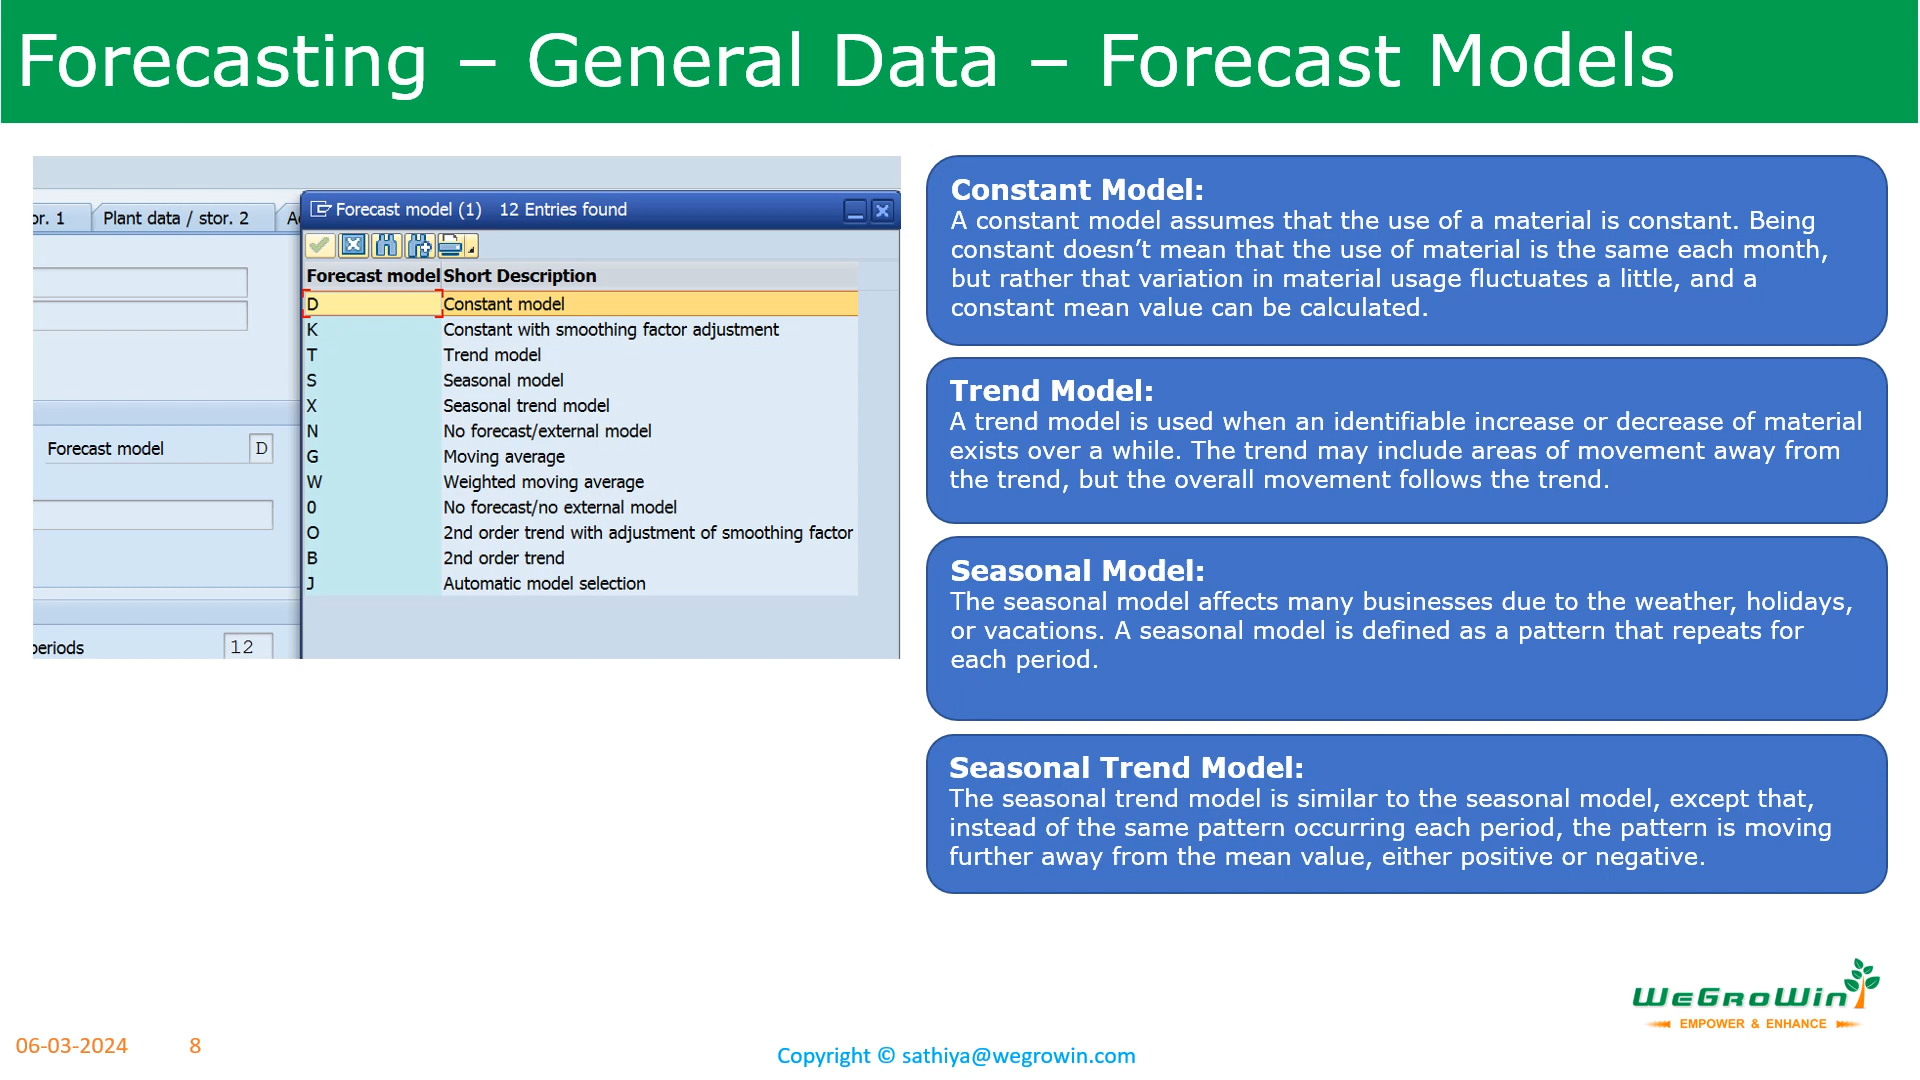 Forecasting – General Data – Forecast Models
or. 1
Plant data / stor. 2
Forecast model (1)   12 Entries found
Forecast model Short Description
D Constant model
K Constant with smoothing factor adjustment
T Trend model
S Seasonal model
X Seasonal trend model
N No forecast/external model
G Moving average
W Weighted moving average
0 No forecast/no external model
O 2nd order trend with adjustment of smoothing factor
B 2nd order trend
J Automatic model selection
Forecast model D
periods 12
Constant Model:
A constant model assumes that the use of a material is constant. Being
constant doesn’t mean that the use of material is the same each month,
but rather that variation in material usage fluctuates a little, and a
constant mean value can be calculated.
Trend Model:
A trend model is used when an identifiable increase or decrease of material
exists over a while. The trend may include areas of movement away from
the trend, but the overall movement follows the trend.
Seasonal Model:
The seasonal model affects many businesses due to the weather, holidays,
or vacations. A seasonal model is defined as a pattern that repeats for
each period.
Seasonal Trend Model:
The seasonal trend model is similar to the seasonal model, except that,
instead of the same pattern occurring each period, the pattern is moving
further away from the mean value, either positive or negative.
WeGroWin
EMPOWER & ENHANCE
06-03-2024 8
Copyright © sathiya@wegrowin.com